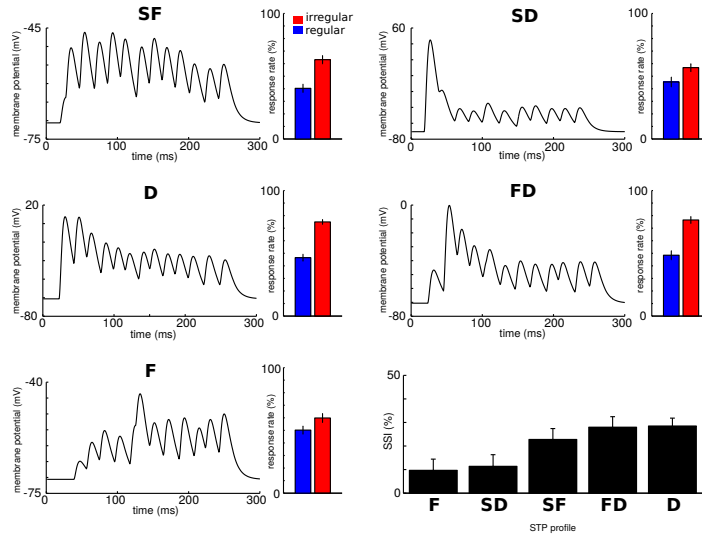 SF
-45
-75
membrane potential (mV)
0
100
200
300
time (ms)
100
0
response rate (%)
irregular
regular
SD
60
-80
membrane potential (mV)
0
100
200
300
time (ms)
100
0
response rate (%)
D
20
-80
membrane potential (mV)
0
100
200
300
time (ms)
100
0
response rate (%)
FD
0
-80
membrane potential (mV)
0
100
200
300
time (ms)
100
0
response rate (%)
F
-40
-75
membrane potential (mV)
0
100
200
300
time (ms)
100
0
response rate (%)
50
0
SSI (%)
F SD SF FD D
STP profile